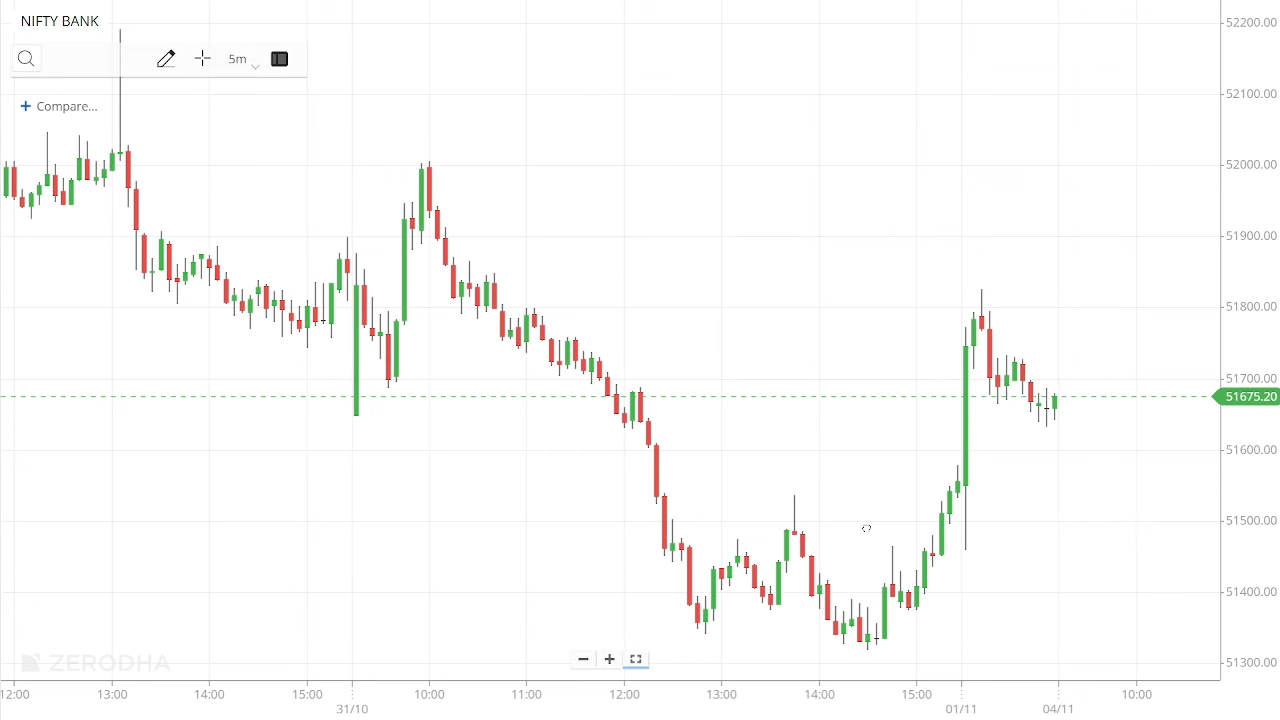 NIFTY BANK
5m
+ Compare...
52200.00
52100.00
52000.00
51900.00
51800.00
51700.00
51675.20
51600.00
51500.00
51400.00
51300.00
ZERODHA
12:00 13:00 14:00 15:00 10:00 11:00 12:00 13:00 14:00 15:00 10:00
31/10 01/11 04/11